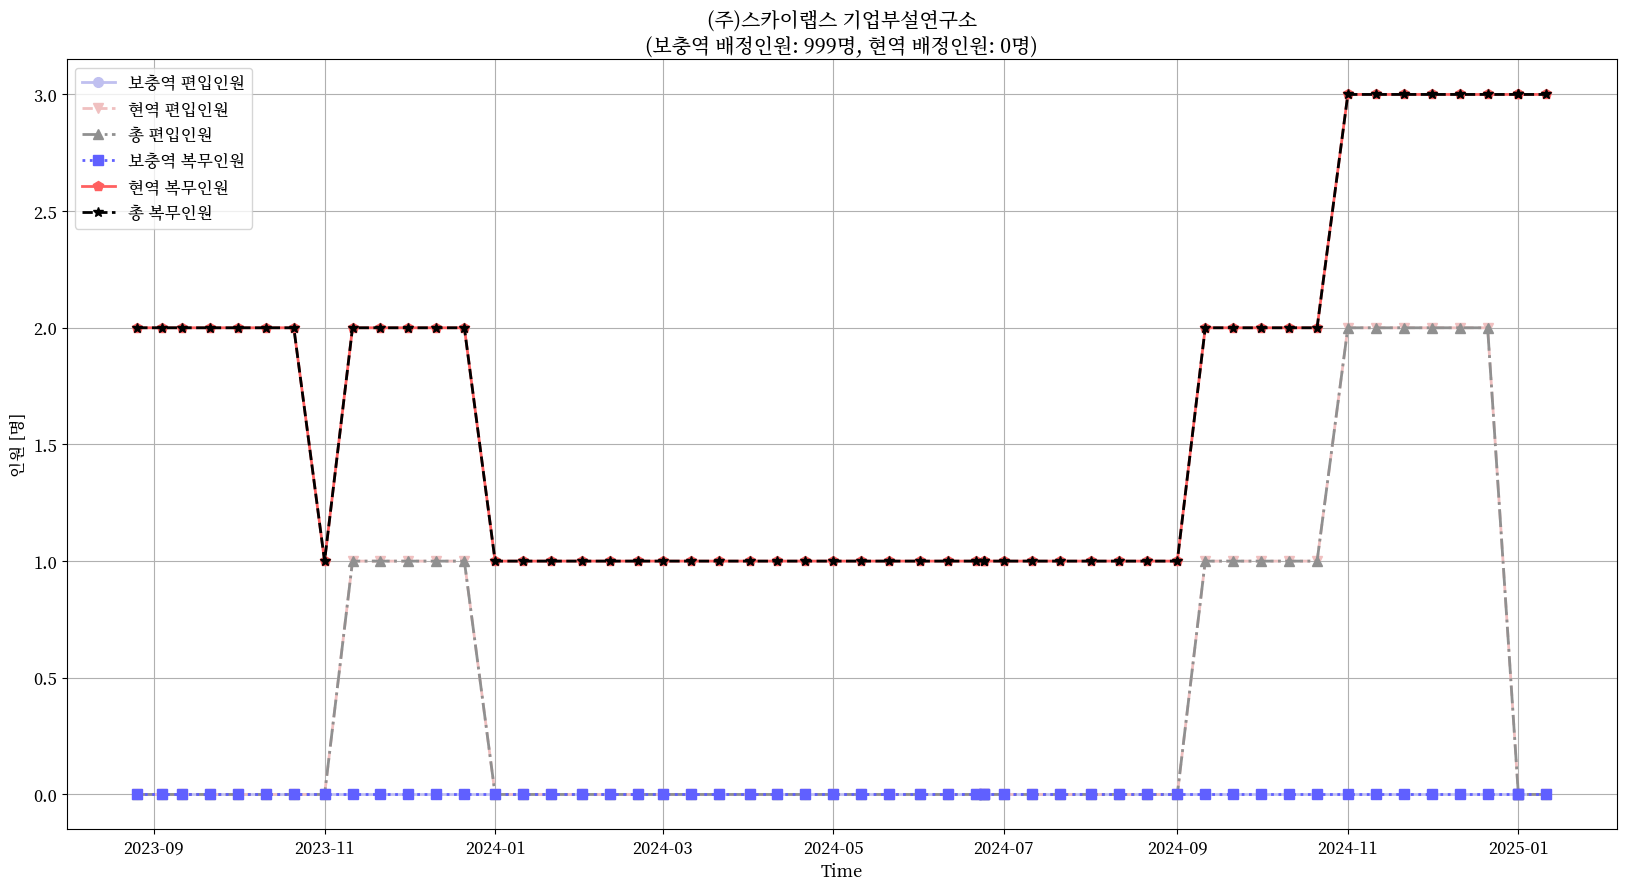 (주)스카이랩스 기업부설연구소
(보충역 배정인원: 999명, 현역 배정인원: 0명)
보충역 편입인원
현역 편입인원
총 편입인원
보충역 복무인원
현역 복무인원
총 복무인원
3.0
2.5
2.0
1.5
1.0
0.5
0.0
인원 [명]
2023-09 2023-11 2024-01 2024-03 2024-05 2024-07 2024-09 2024-11 2025-01
Time